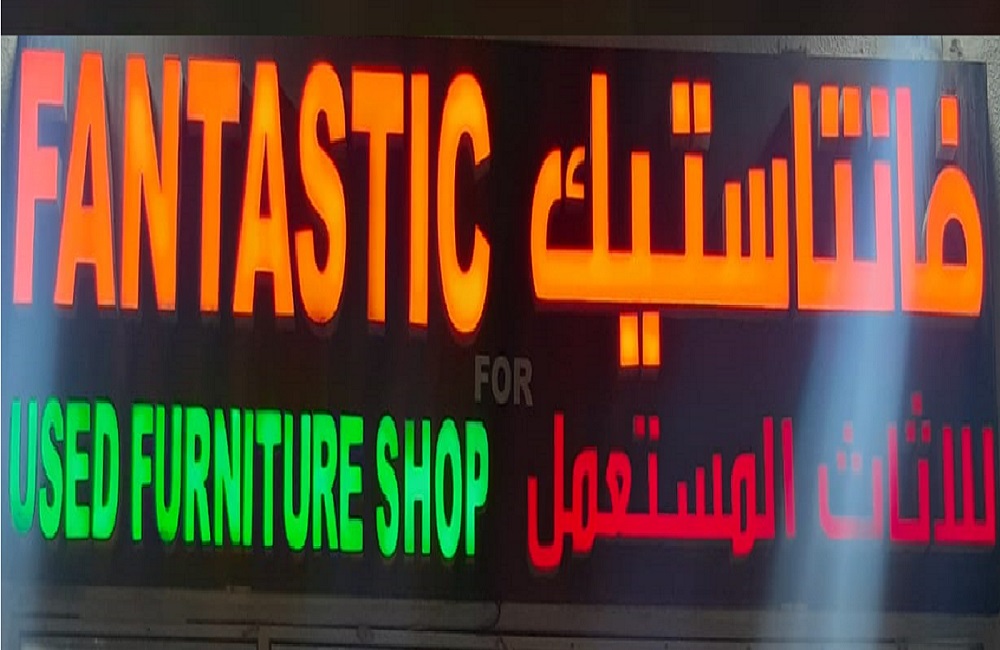 FANTASTIC
فانتاستيك
FOR
USED FURNITURE SHOP
للاثاث المستعمل